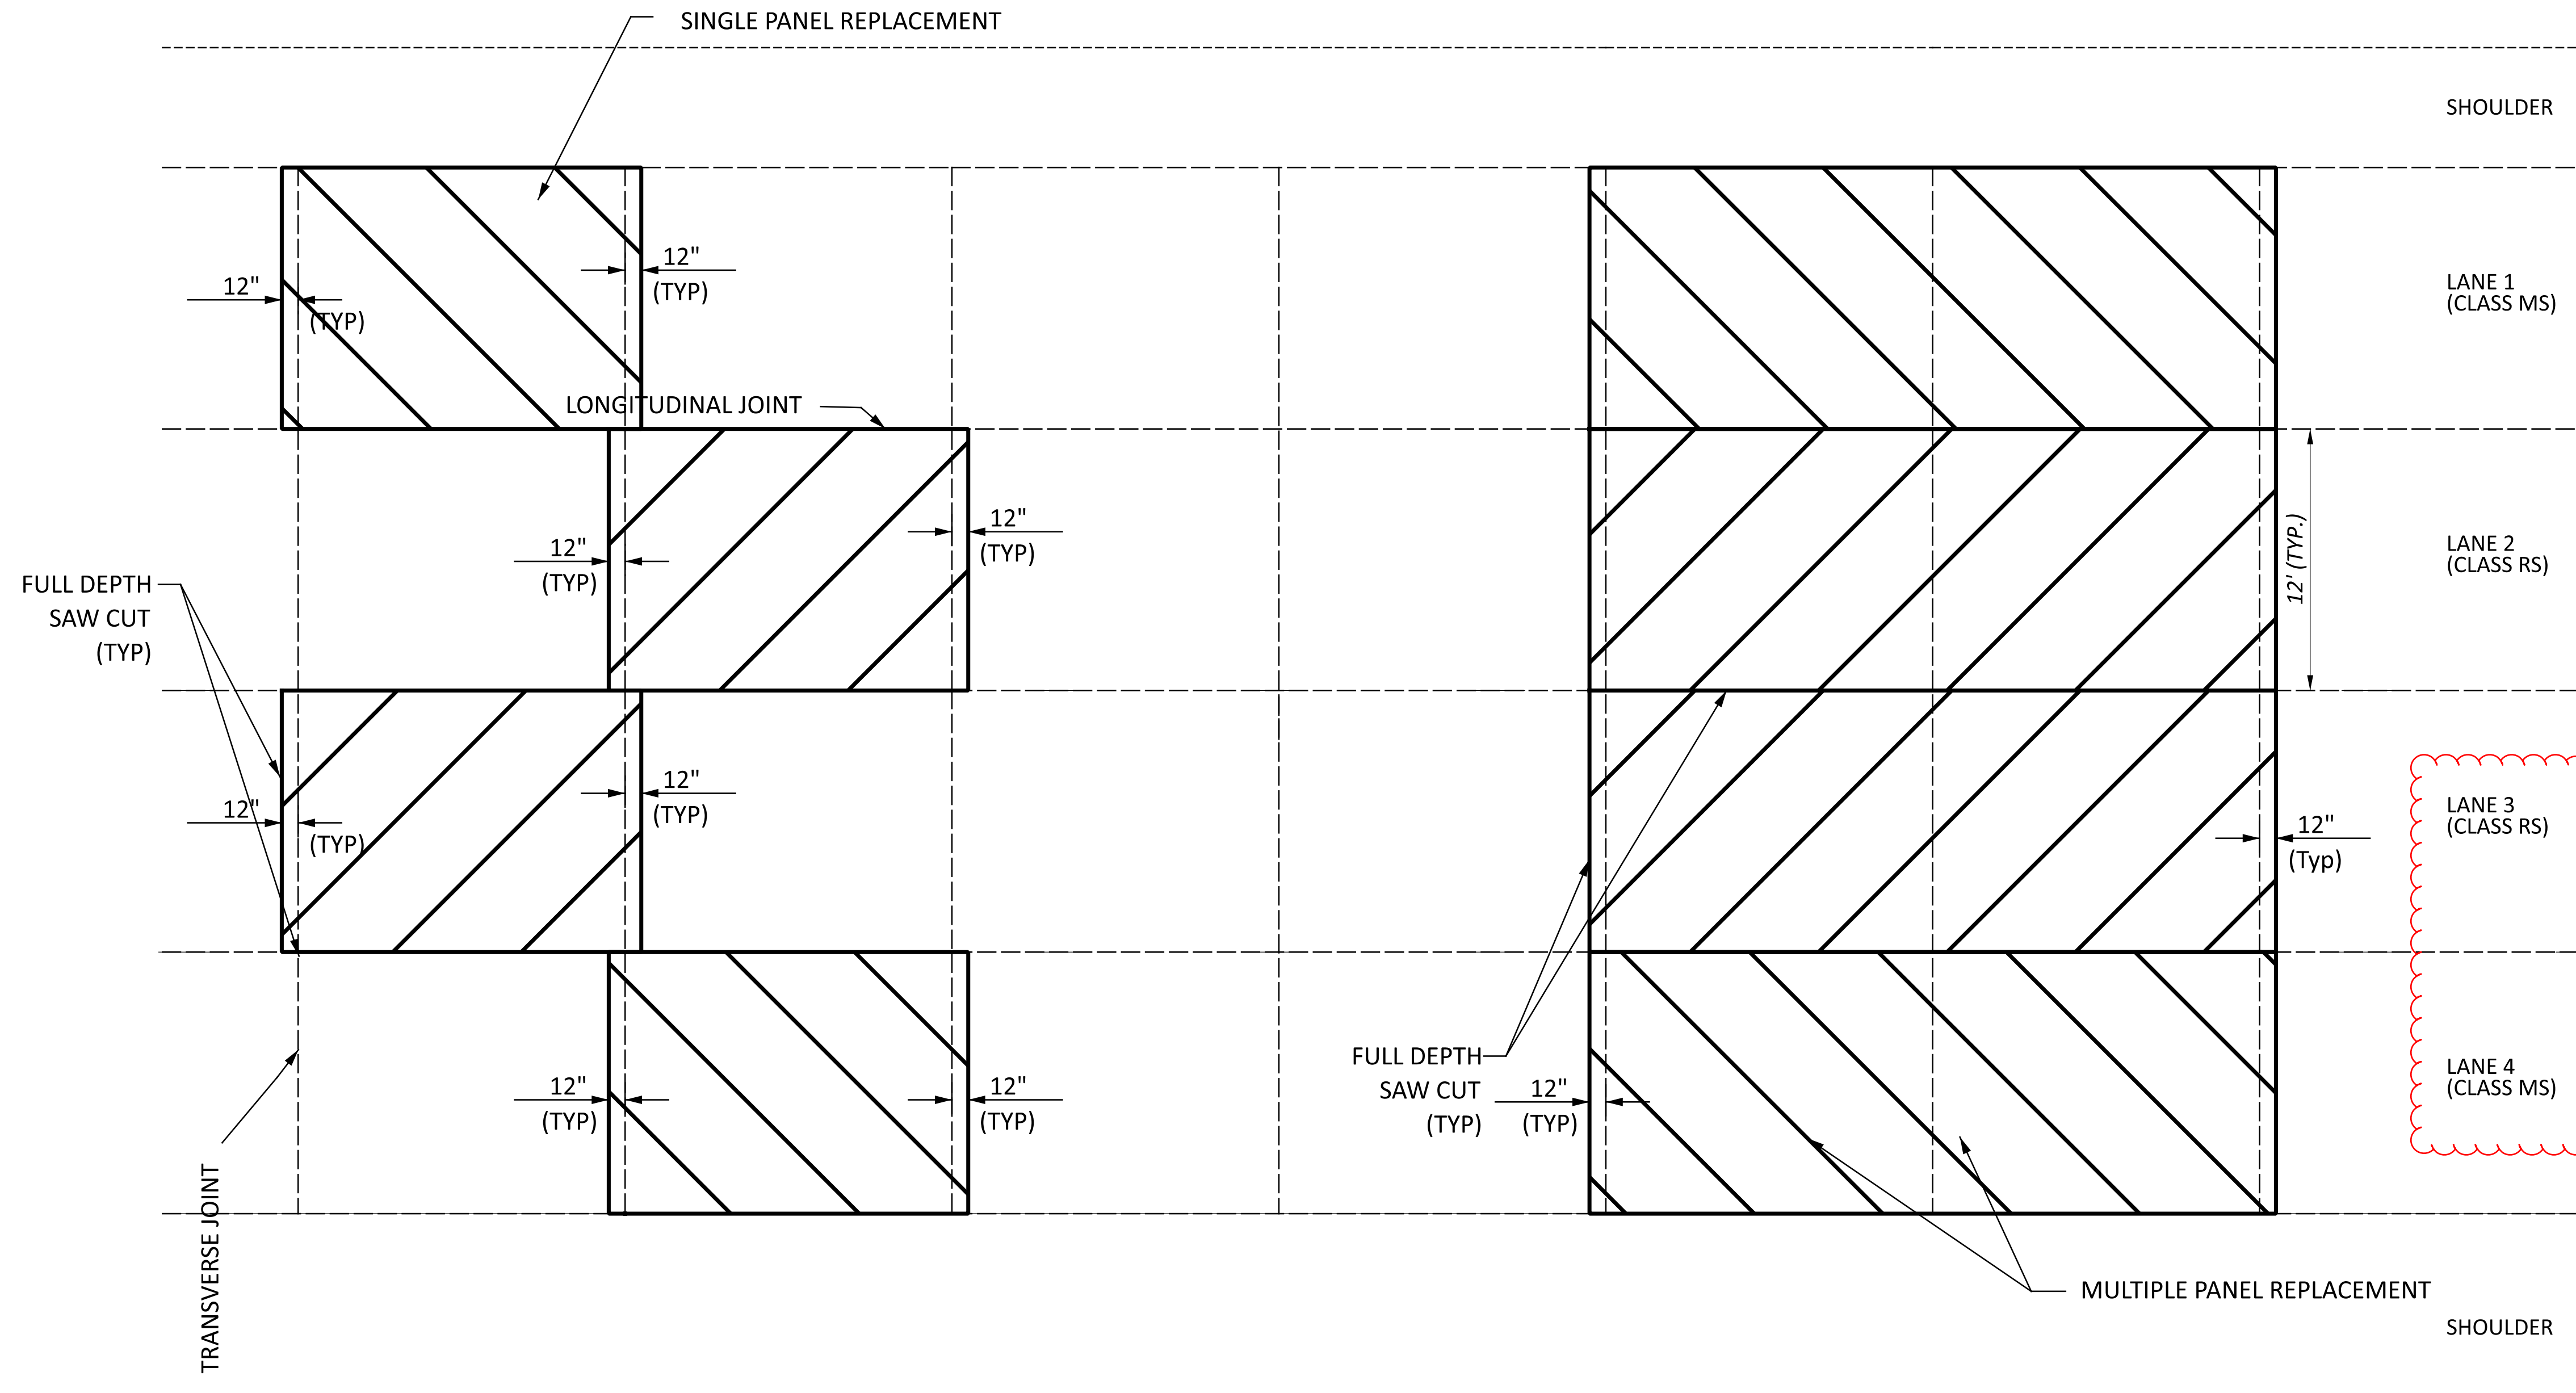 SINGLE PANEL REPLACEMENT
SHOULDER
12"
(TYP)
12"
(TYP)
LANE 1
(CLASS MS)
LONGITUDINAL JOINT
12"
(TYP)
12"
(TYP)
12' (TYP.)
LANE 2
(CLASS RS)
FULL DEPTH
SAW CUT
(TYP)
12"
(TYP)
12"
(TYP)
LANE 3
(CLASS RS)
12"
(Typ)
12"
(TYP)
12"
(TYP)
FULL DEPTH
SAW CUT
(TYP)
12"
(TYP)
LANE 4
(CLASS MS)
TRANSVERSE JOINT
MULTIPLE PANEL REPLACEMENT
SHOULDER